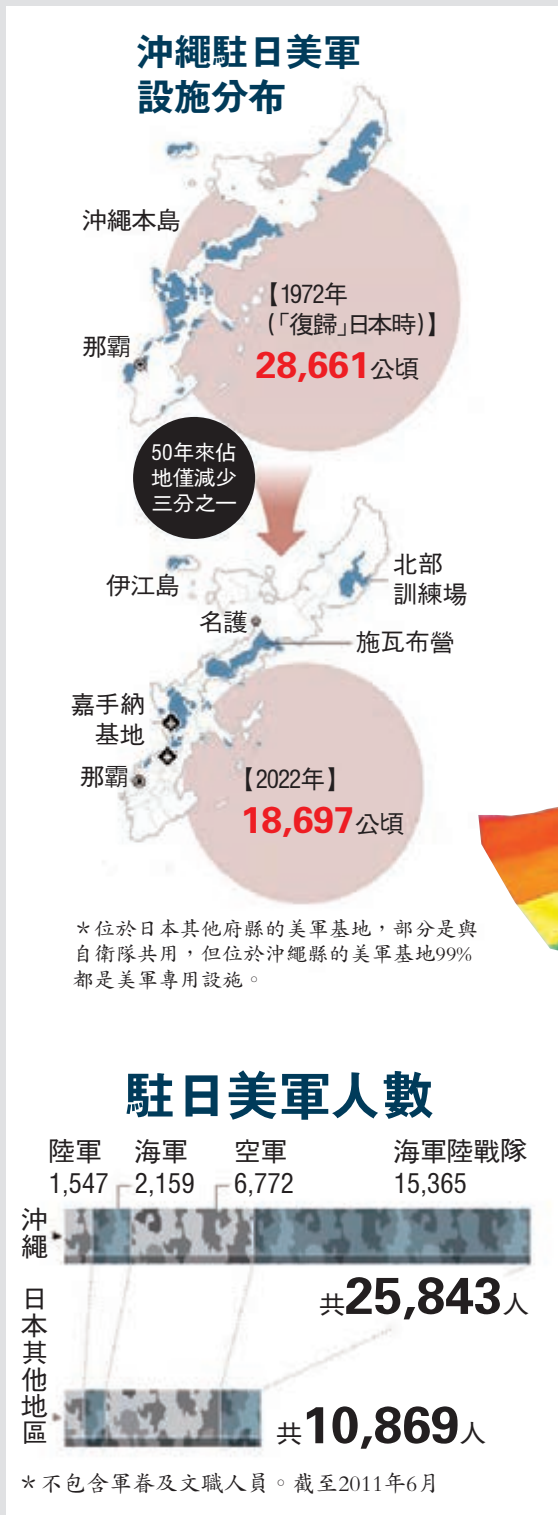 沖繩駐日美軍
設施分布
沖繩本島
【1972年
(「復歸」日本時)】
28,661公頃
那霸
50年來佔
地僅減少
三分之一
伊江島
北部
訓練場
名護
施瓦布營
嘉手納
基地
那霸
【2022年】
18,697公頃
＊位於日本其他府縣的美軍基地，部分是與
自衛隊共用，但位於沖繩縣的美軍基地99%
都是美軍專用設施。
駐日美軍人數
陸軍 海軍 空軍 海軍陸戰隊
1,547 2,159 6,772 15,365
沖繩
共25,843人
日本其他地區
共10,869人
＊不包含軍眷及文職人員。截至2011年6月